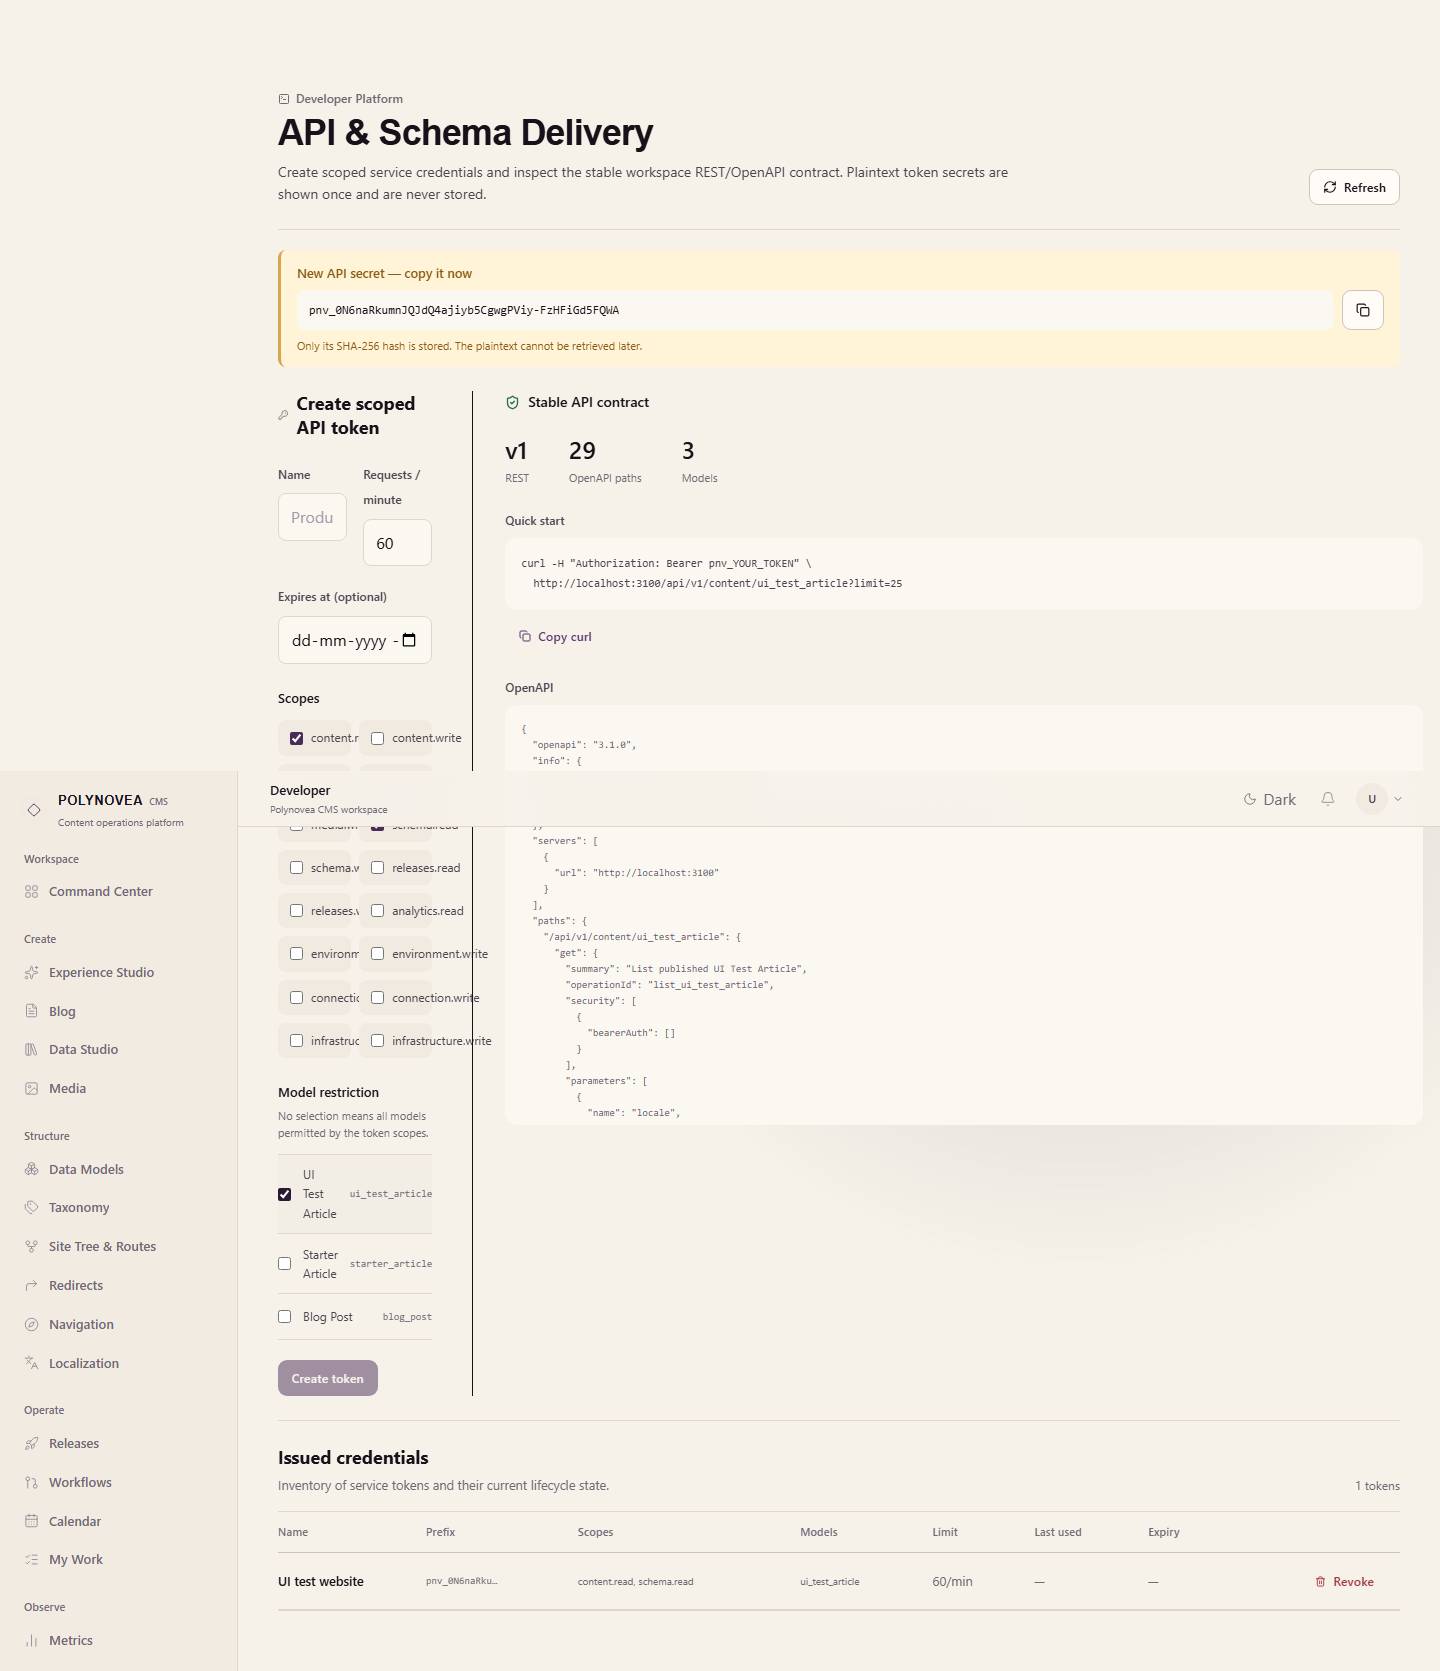 Developer Platform
API & Schema Delivery
Create scoped service credentials and inspect the stable workspace REST/OpenAPI contract. Plaintext token secrets are
shown once and are never stored.
Refresh
New API secret — copy it now
pnv_0N6naRkumnJQJdQ4ajiyb5CgwgPViy-FzHFiGd5FQWA
Only its SHA-256 hash is stored. The plaintext cannot be retrieved later.
Create scoped
API token
Name
Requests /
minute
Produ
60
Expires at (optional)
dd-mm-yyyy -
Scopes
content.r
content.write
schema.w
releases.read
releases.v
analytics.read
environm
environment.write
connectic
connection.write
infrastruc
infrastructure.write
Model restriction
No selection means all models
permitted by the token scopes.
UI
Test
Article
ui_test_article
Starter
Article
starter_article
Blog Post
blog_post
Create token
Stable API contract
v1
29
3
REST
OpenAPI paths
Models
Quick start
curl -H "Authorization: Bearer pnv_YOUR_TOKEN" \
http://localhost:3100/api/v1/content/ui_test_article?limit=25
Copy curl
OpenAPI
{
"openapi": "3.1.0",
"info": {
"servers": [
{
"url": "http://localhost:3100"
}
],
"paths": {
"/api/v1/content/ui_test_article": {
"get": {
"summary": "List published UI Test Article",
"operationId": "list_ui_test_article",
"security": [
{
"bearerAuth": []
}
],
"parameters": [
{
"name": "locale",
POLYNOVEA CMS
Content operations platform
Developer
Polynovea CMS workspace
Dark
U
Workspace
Command Center
Create
Experience Studio
Blog
Data Studio
Media
Structure
Data Models
Taxonomy
Site Tree & Routes
Redirects
Navigation
Localization
Operate
Releases
Workflows
Calendar
My Work
Observe
Metrics
Issued credentials
Inventory of service tokens and their current lifecycle state.
1 tokens
Name Prefix Scopes Models Limit Last used Expiry
UI test website pnv_0N6naRku… content.read, schema.read ui_test_article 60/min — — Revoke